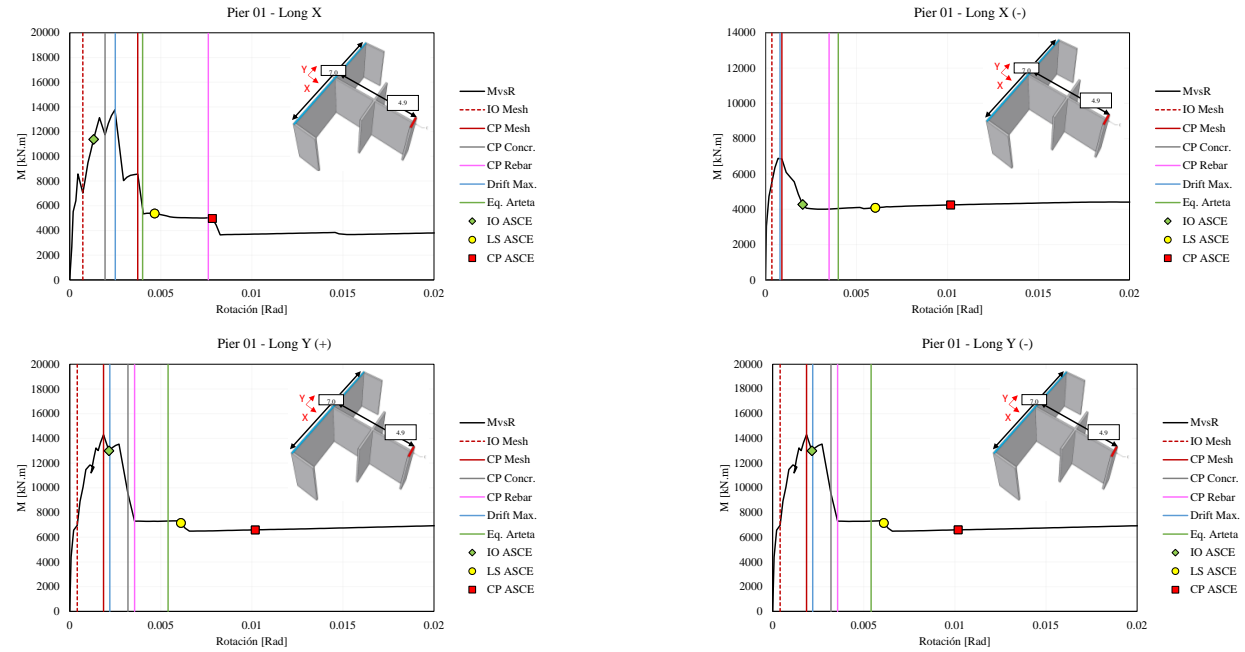 Pier 01 - Long X
20000
18000
16000
14000
12000
10000
8000
6000
4000
2000
0
M [kN.m]
0
0.005
0.01
0.015
0.02
Rotación [Rad]
Y
X
7.0
4.9
MvsR
IO Mesh
CP Mesh
CP Concr.
CP Rebar
Drift Max.
Eq. Arteta
IO ASCE
LS ASCE
CP ASCE
Pier 01 - Long X (-)
14000
12000
10000
8000
6000
4000
2000
0
M [kN.m]
0
0.005
0.01
0.015
0.02
Rotación [Rad]
Y
X
7.0
4.9
MvsR
IO Mesh
CP Mesh
CP Concr.
CP Rebar
Drift Max.
Eq. Arteta
IO ASCE
LS ASCE
CP ASCE
Pier 01 - Long Y (+)
20000
18000
16000
14000
12000
10000
8000
6000
4000
2000
0
M [kN.m]
0
0.005
0.01
0.015
0.02
Rotación [Rad]
Y
X
7.0
4.9
MvsR
IO Mesh
CP Mesh
CP Concr.
CP Rebar
Drift Max.
Eq. Arteta
IO ASCE
LS ASCE
CP ASCE
Pier 01 - Long Y (-)
20000
18000
16000
14000
12000
10000
8000
6000
4000
2000
0
M [kN.m]
0
0.005
0.01
0.015
0.02
Rotación [Rad]
Y
X
7.0
4.9
MvsR
IO Mesh
CP Mesh
CP Concr.
CP Rebar
Drift Max.
Eq. Arteta
IO ASCE
LS ASCE
CP ASCE